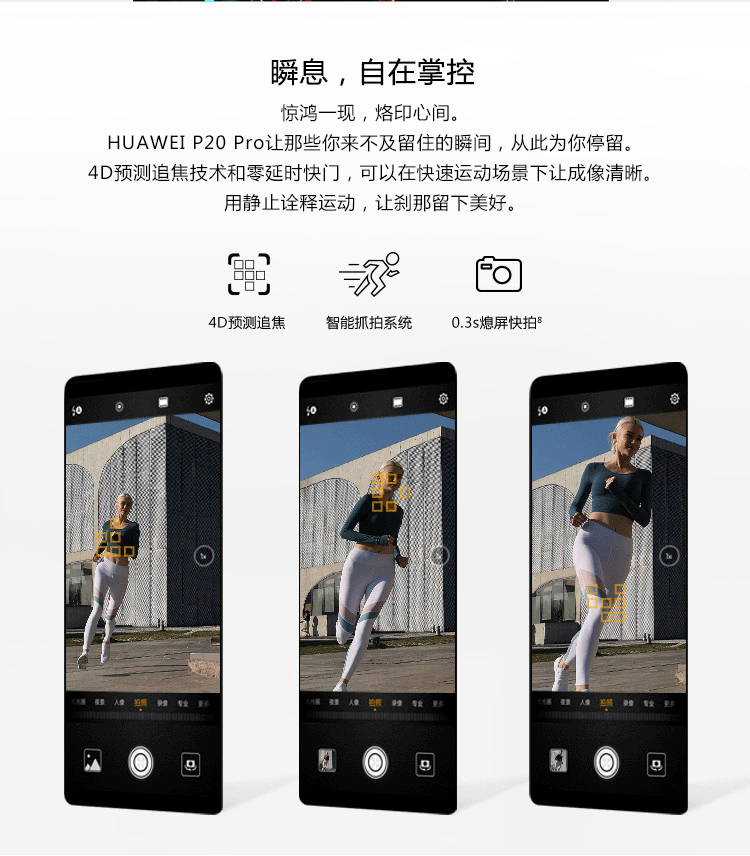 瞬息，自在掌控
惊鸿一现，烙印心间。
HUAWEI P20 Pro让那些你来不及留住的瞬间，从此为你停留。
4D预测追焦技术和零延时快门，可以在快速运动场景下让成像清晰。
用静止诠释运动，让刹那留下美好。
4D预测追焦 智能抓拍系统 0.3s熄屏快拍⁸
大光圈 夜景 人像 拍照 录像 专业 更多
大光圈 夜景 人像 拍照 录像 专业 更多
大光圈 夜景 人像 拍照 录像 专业 更多